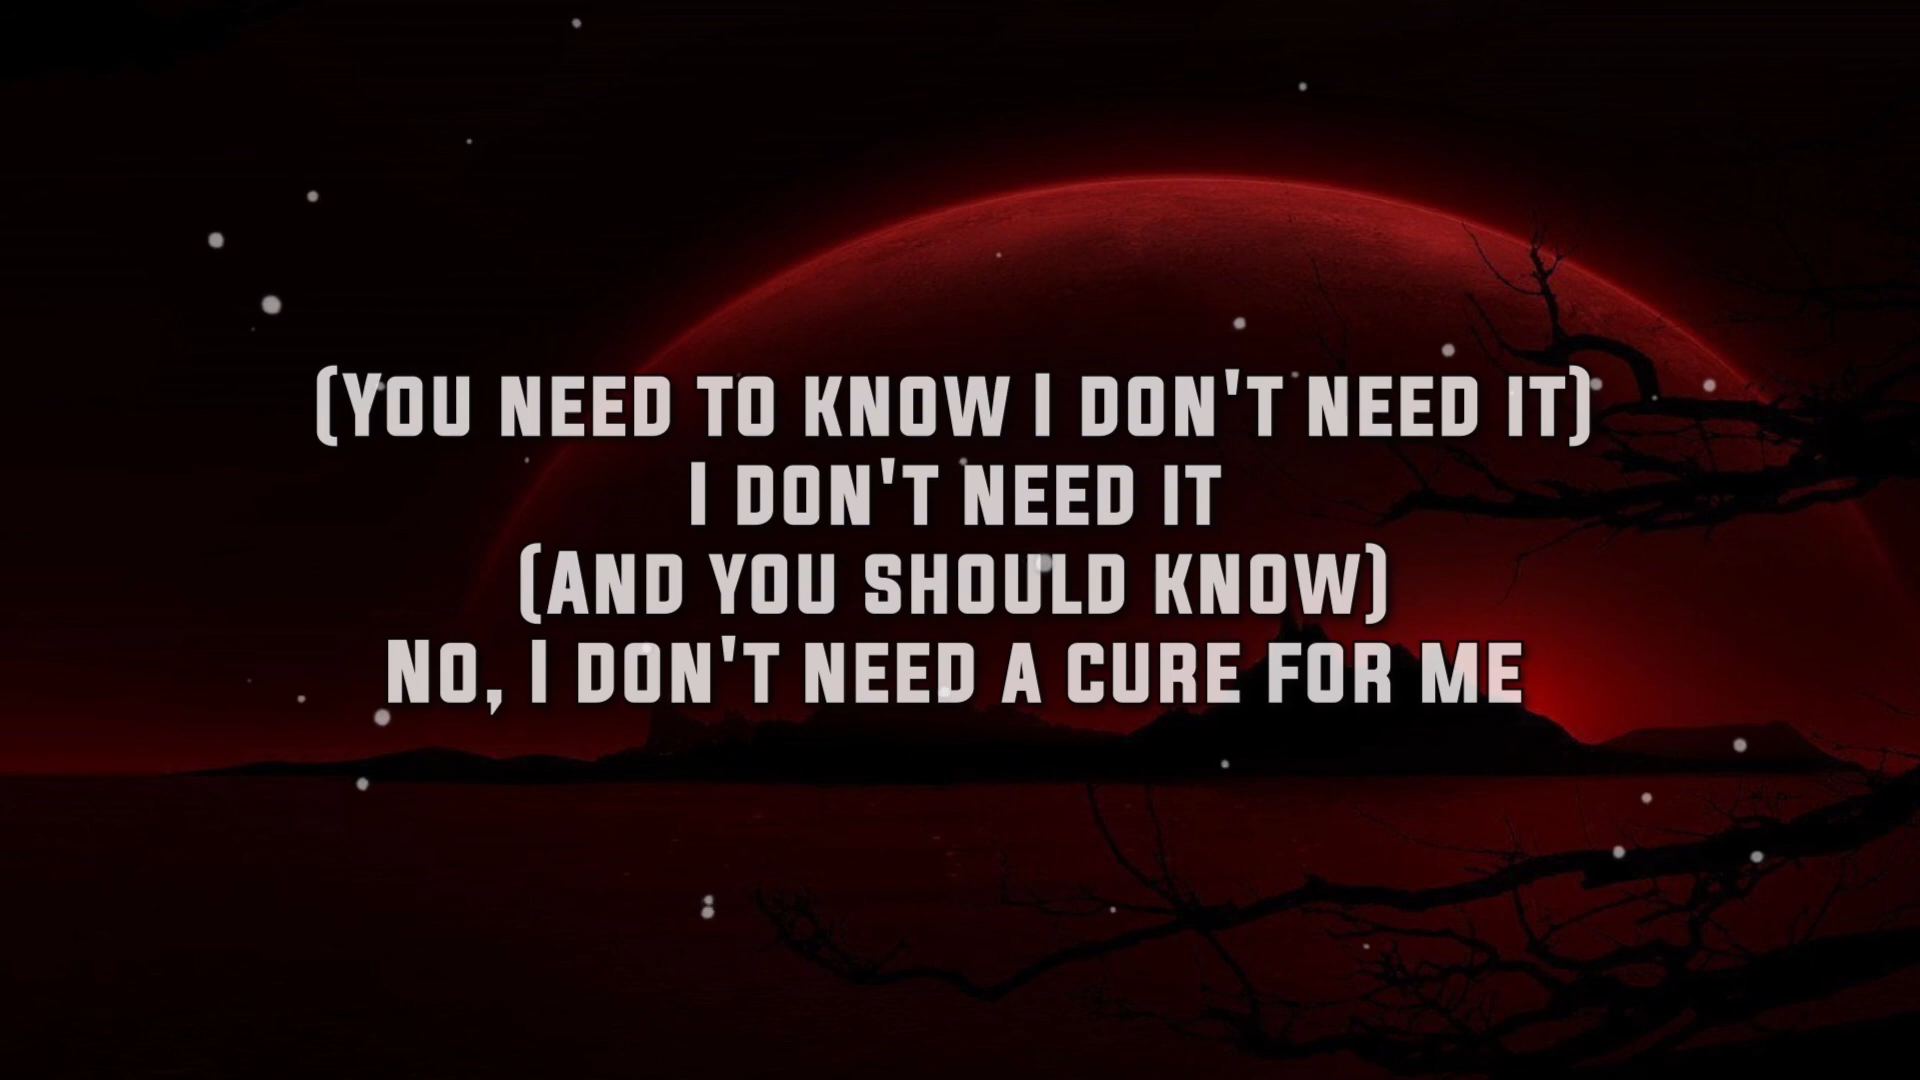 (You need to know I don't need it)
I don't need it
(And you should know)
No, I don't need a cure for me